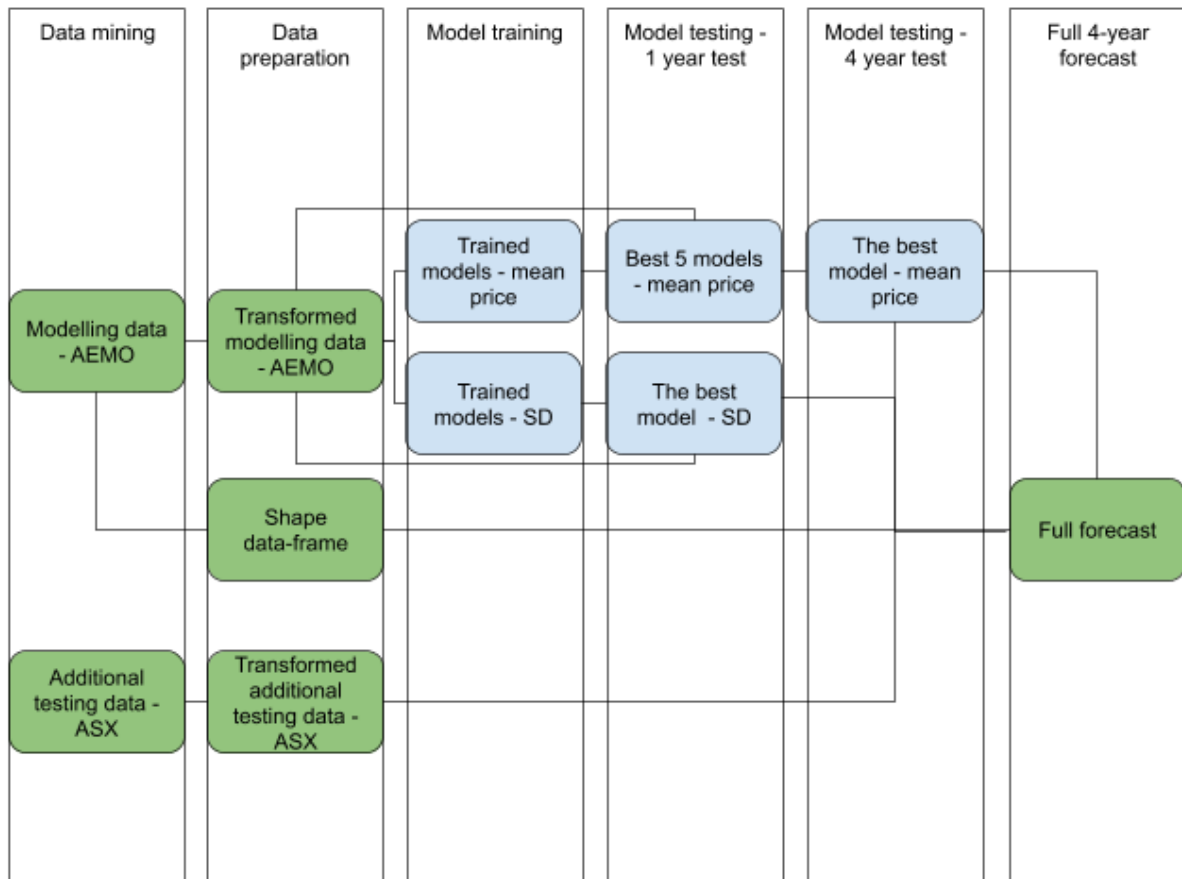 Data mining
Data
preparation
Model training
Model testing -
1 year test
Model testing -
4 year test
Full 4-year
forecast
Trained
models - mean
price
Best 5 models
- mean price
The best
model - mean
price
Modelling data
- AEMO
Transformed
modelling data
- AEMO
Trained
models - SD
The best
model - SD
Shape
data-frame
Full forecast
Additional
testing data -
ASX
Transformed
additional
testing data -
ASX